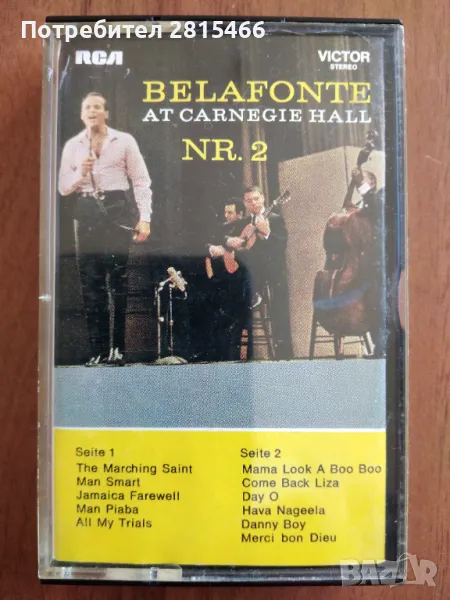 Потребител 2815466
RCA
VICTOR
STEREO
BELAFONTE
AT CARNEGIE HALL
NR. 2
Seite 1
The Marching Saint
Man Smart
Jamaica Farewell
Man Piaba
All My Trials
Seite 2
Mama Look A Boo Boo
Come Back Liza
Day O
Hava Nageela
Danny Boy
Merci bon Dieu
BAZAR